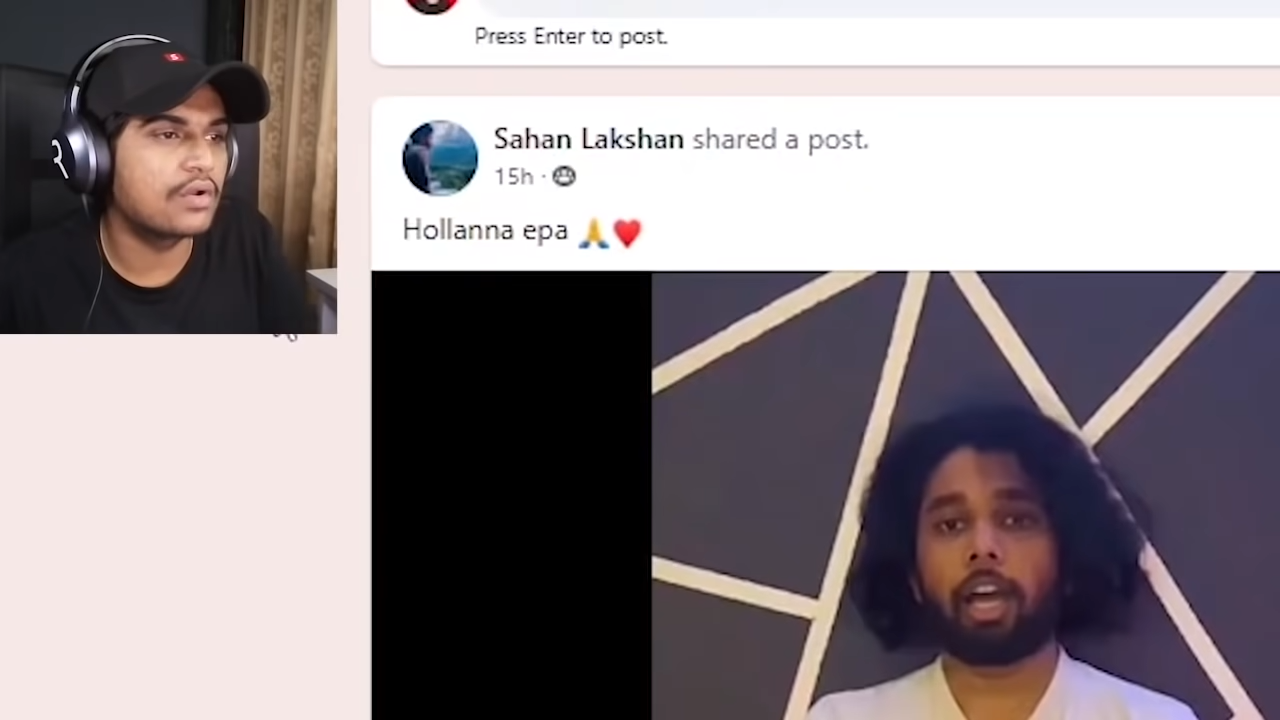 Press Enter to post.
Sahan Lakshan shared a post.
15h ·
Hollanna epa 🙏♥️